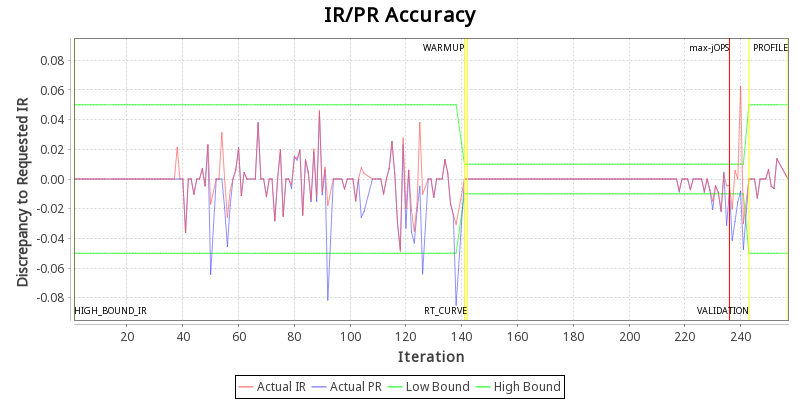 IR/PR Accuracy
WARMUP
max-jOPS
PROFILE
0.08
0.06
0.04
0.02
0.00
-0.02
-0.04
-0.06
-0.08
Discrepancy to Requested IR
HIGH_BOUND_IR
RT_CURVE
VALIDATION
20 40 60 80 100 120 140 160 180 200 220 240
Iteration
Actual IR Actual PR Low Bound High Bound